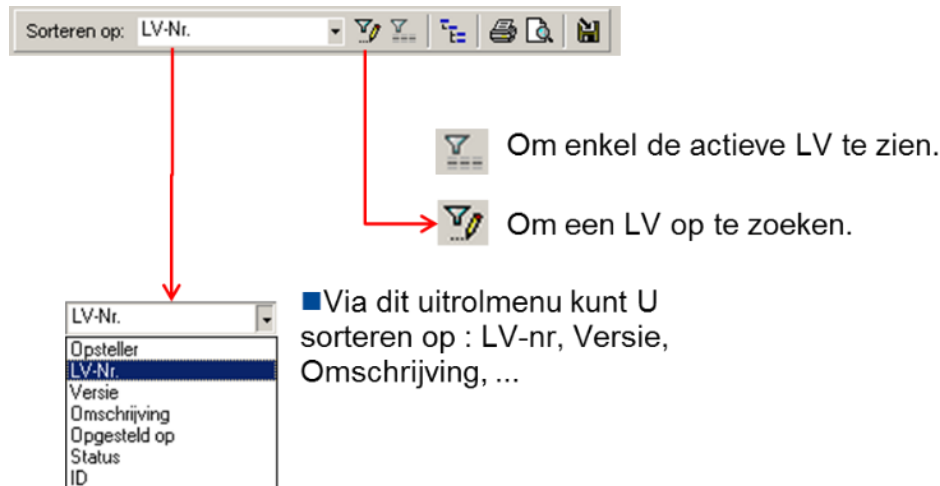 Sorteren op: LV-Nr.
Om enkel de actieve LV te zien.
Om een LV op te zoeken.
LV-Nr.
Opsteller
LV-Nr.
Versie
Omschrijving
Opgesteld op
Status
ID
■Via dit uitrolmenu kunt U
sorteren op : LV-nr, Versie,
Omschrijving, ...